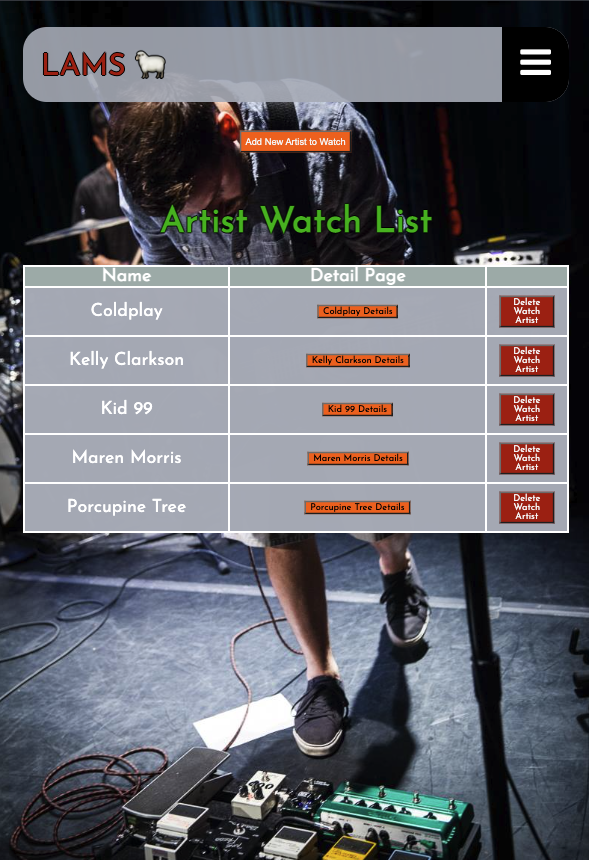 LAMS 🐑
Add New Artist to Watch
Artist Watch List
Name Detail Page
Coldplay Coldplay Details Delete Watch Artist
Kelly Clarkson Kelly Clarkson Details Delete Watch Artist
Kid 99 Kid 99 Details Delete Watch Artist
Maren Morris Maren Morris Details Delete Watch Artist
Porcupine Tree Porcupine Tree Details Delete Watch Artist